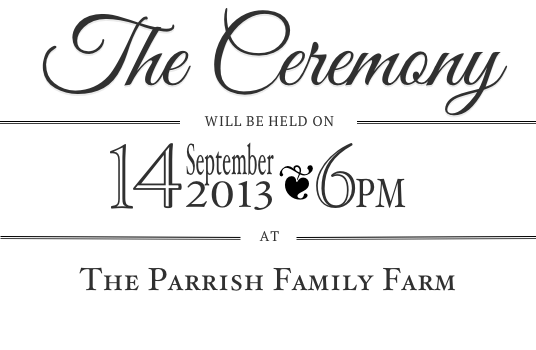 The Ceremony
WILL BE HELD ON
14 September 2013 ❦ 6PM
AT
The Parrish Family Farm